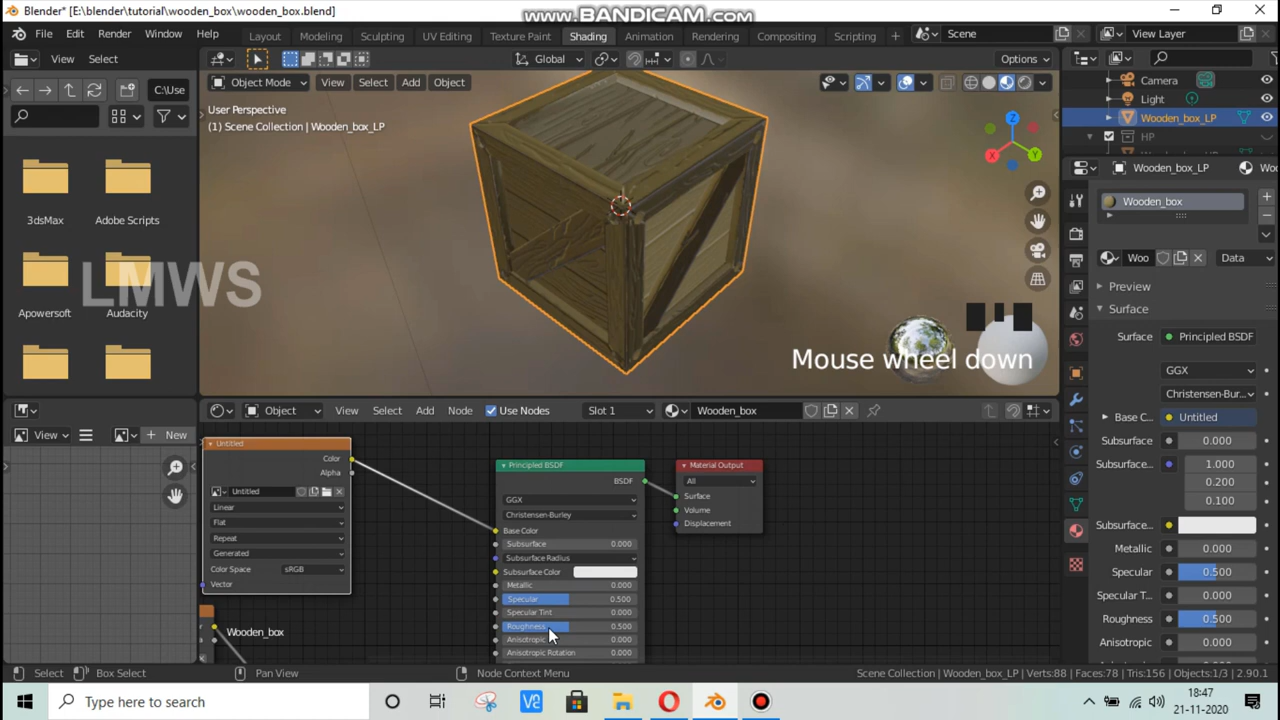 Blender* [E:\blender\tutorial\wooden_box\wooden_box.blend]
www.BANDICAM.com
File Edit Render Window Help
Layout Modeling Sculpting UV Editing Texture Paint Shading Animation Rendering Compositing Scripting +
Scene
View Layer
View Select
Global
Options
Object Mode View Select Add Object
C:\Use
User Perspective
(1) Scene Collection | Wooden_box_LP
Camera
Light
Wooden_box_LP
HP
Z
X
Y
3dsMax
Adobe Scripts
Apowersoft
Audacity
LMWS
Mouse wheel down
Wooden_box_LP
Wo
Wooden_box
Woo
Data
Preview
Surface
Surface Principled BSDF
GGX
Christensen-Bur...
Base C... Untitled
Subsurface 0.000
Subsurface... 1.000
0.200
0.100
Subsurface...
Metallic 0.000
Specular 0.500
Specular T... 0.000
Roughness 0.500
Anisotropic 0.000
View
+ New
Object View Select Add Node Use Nodes Slot 1 Wooden_box
Untitled
Color
Alpha
Untitled
Linear
Flat
Repeat
Generated
Color Space sRGB
Vector
Wooden_box
Principled BSDF
BSDF
GGX
Christensen-Burley
Base Color
Subsurface 0.000
Subsurface Radius
Subsurface Color
Metallic 0.000
Specular 0.500
Specular Tint 0.000
Roughness 0.500
Anisotropic 0.000
Anisotropic Rotation 0.000
Material Output
All
Surface
Volume
Displacement
Select
Box Select
Pan View
Node Context Menu
Scene Collection | Wooden_box_LP | Verts:88 | Faces:78 | Tris:156 | Objects:1/3 | 2.90.1
Type here to search
18:47
21-11-2020